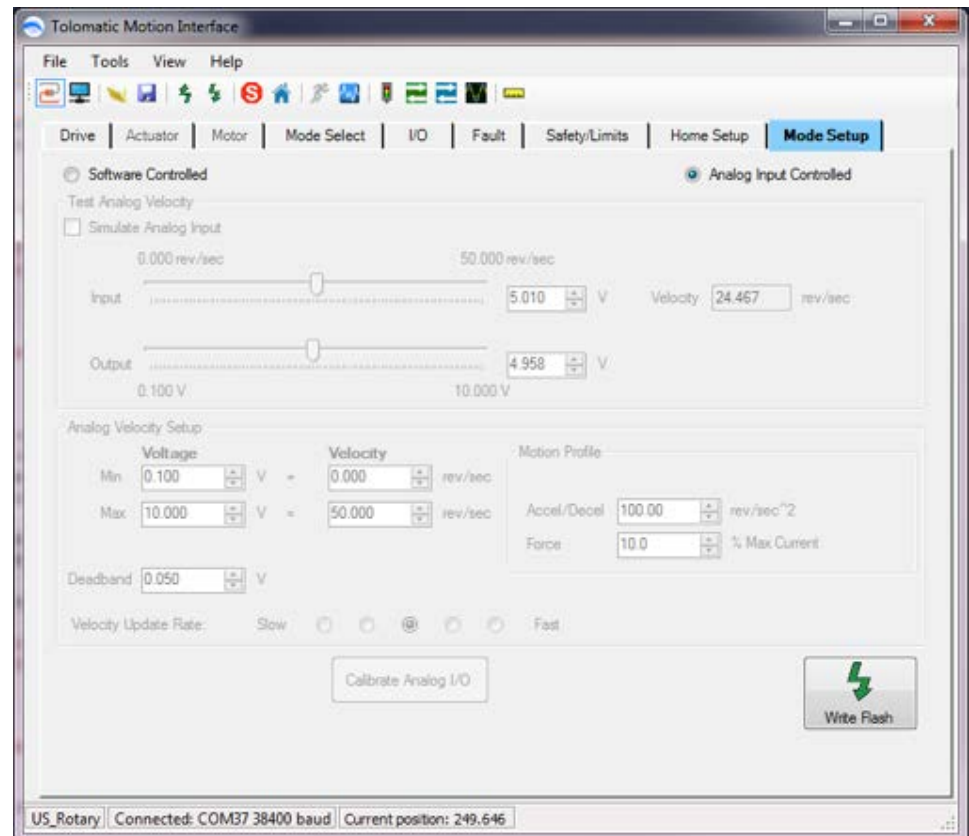 Tolomatic Motion Interface
File Tools View Help
Drive Actuator Motor Mode Select I/O Fault Safety/Limits Home Setup Mode Setup
Software Controlled Analog Input Controlled
Test Analog Velocity
Simulate Analog Input
0.000 rev/sec 50.000 rev/sec
Input 5.010 V Velocity 24.467 rev/sec
Output 4.958 V
0.100 V 10.000 V
Analog Velocity Setup
Voltage Velocity Motion Profile
Min 0.100 V = 0.000 rev/sec
Max 10.000 V = 50.000 rev/sec Accel/Decel 100.00 rev/sec^2
Force 10.0 % Max Current
Deadband 0.050 V
Velocity Update Rate: Slow Fast
Calibrate Analog I/O
Write Flash
US_Rotary Connected: COM37 38400 baud Current position: 249.646